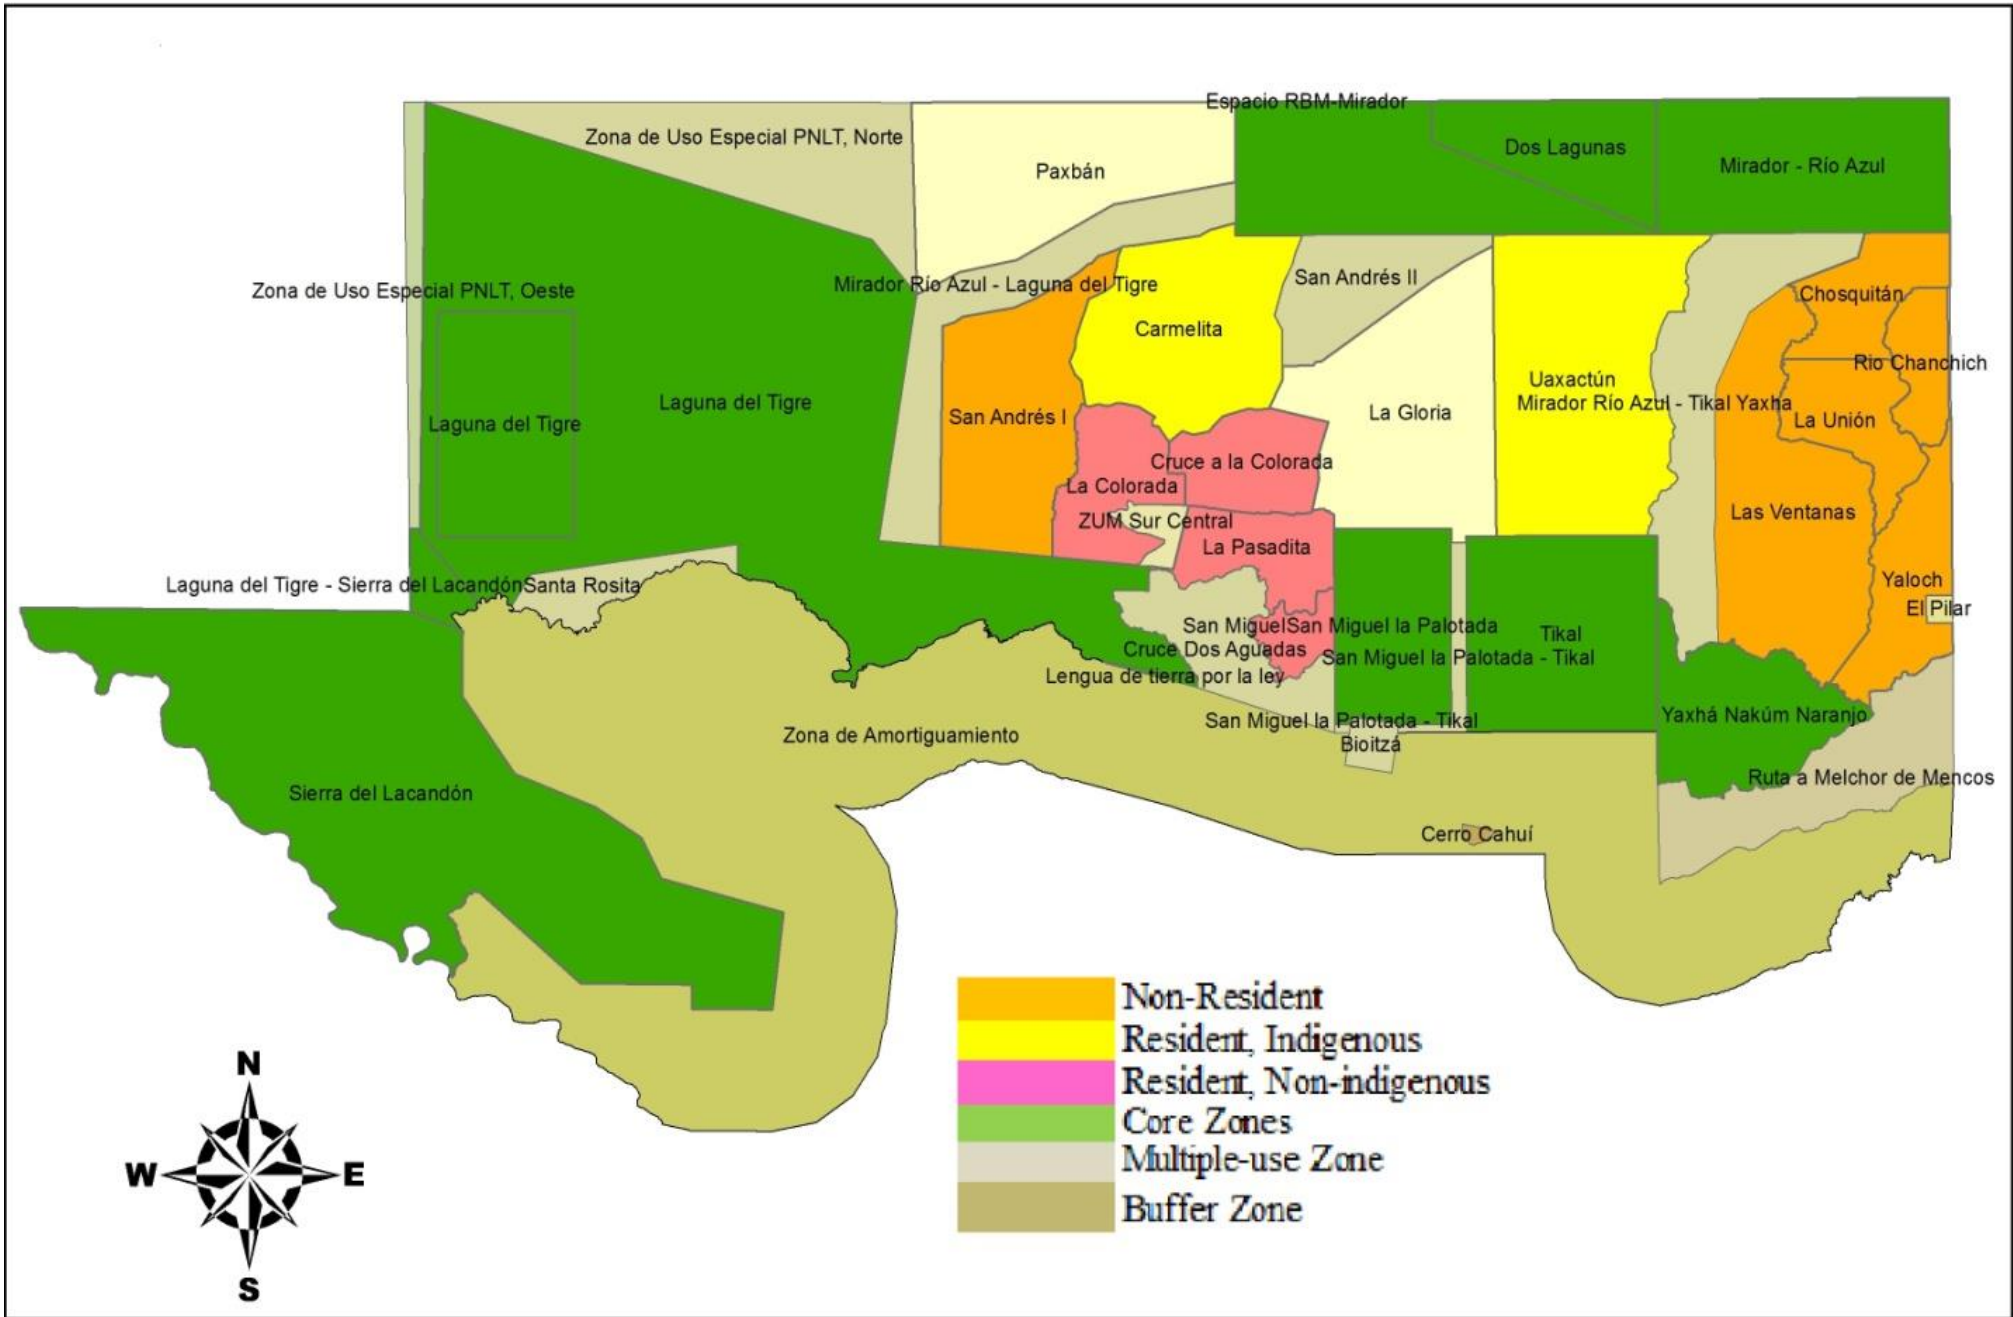 Espacio RBM-Mirador
Zona de Uso Especial PNLT, Norte
Dos Lagunas
Mirador - Río Azul
Paxbán
Mirador Río Azul - Laguna del Tigre
Zona de Uso Especial PNLT, Oeste
San Andrés II
Chosquitán
Carmelita
Rio Chanchich
Uaxactún
Mirador Río Azul - Tikal Yaxha
Laguna del Tigre
La Gloria
San Andrés I
La Unión
Laguna del Tigre
Cruce a la Colorada
La Colorada
Las Ventanas
ZUM Sur Central
La Pasadita
Yaloch
Laguna del Tigre - Sierra del Lacandón
Santa Rosita
El Pilar
San Miguel
San Miguel la Palotada
Tikal
Cruce Dos Aguadas
San Miguel la Palotada - Tikal
Lengua de tierra por la ley
San Miguel la Palotada - Tikal
Yaxhá Nakúm Naranjo
Zona de Amortiguamiento
Bioitzá
Ruta a Melchor de Mencos
Sierra del Lacandón
Cerro Cahuí
Non-Resident
Resident, Indigenous
Resident, Non-indigenous
Core Zones
Multiple-use Zone
Buffer Zone
N
W
E
S